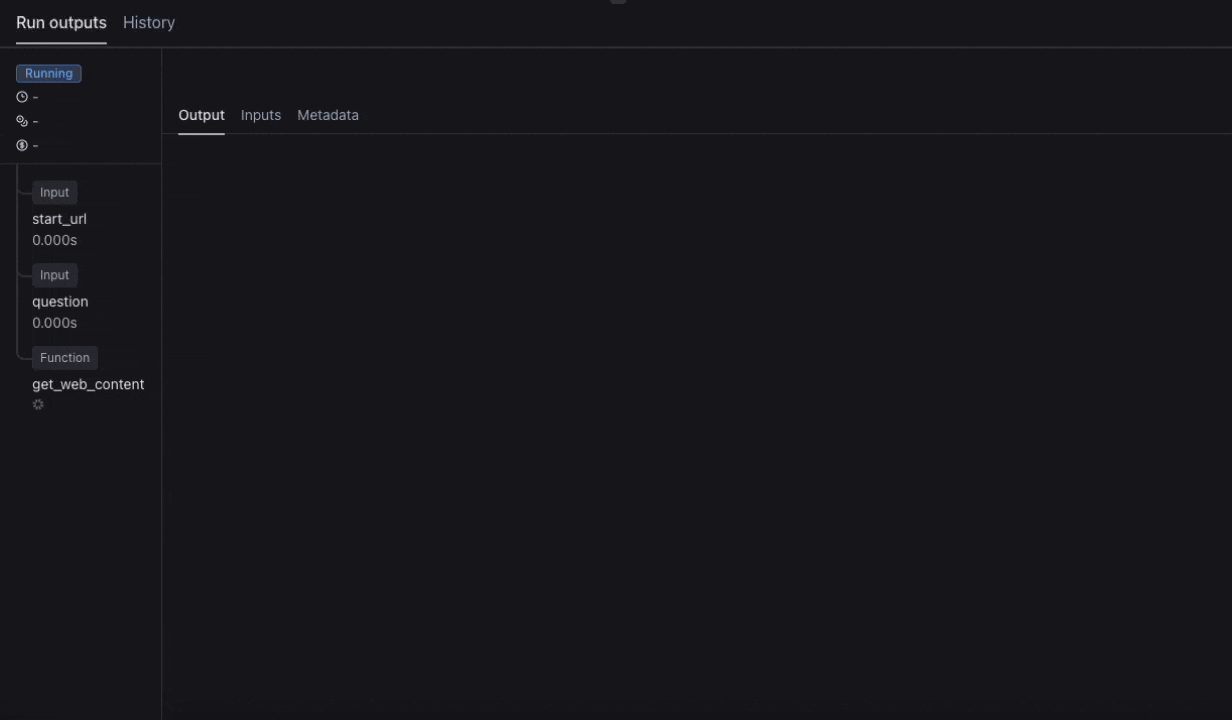 Run outputs History
Running
-
-
-
Output Inputs Metadata
Input
start_url
0.000s
Input
question
0.000s
Function
get_web_content